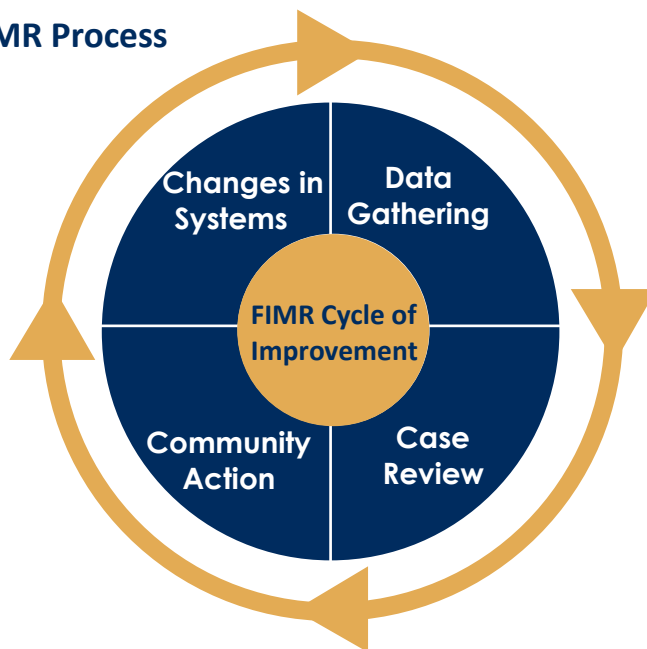 MR Process
Changes in
Systems
Data
Gathering
FIMR Cycle of
Improvement
Community
Action
Case
Review